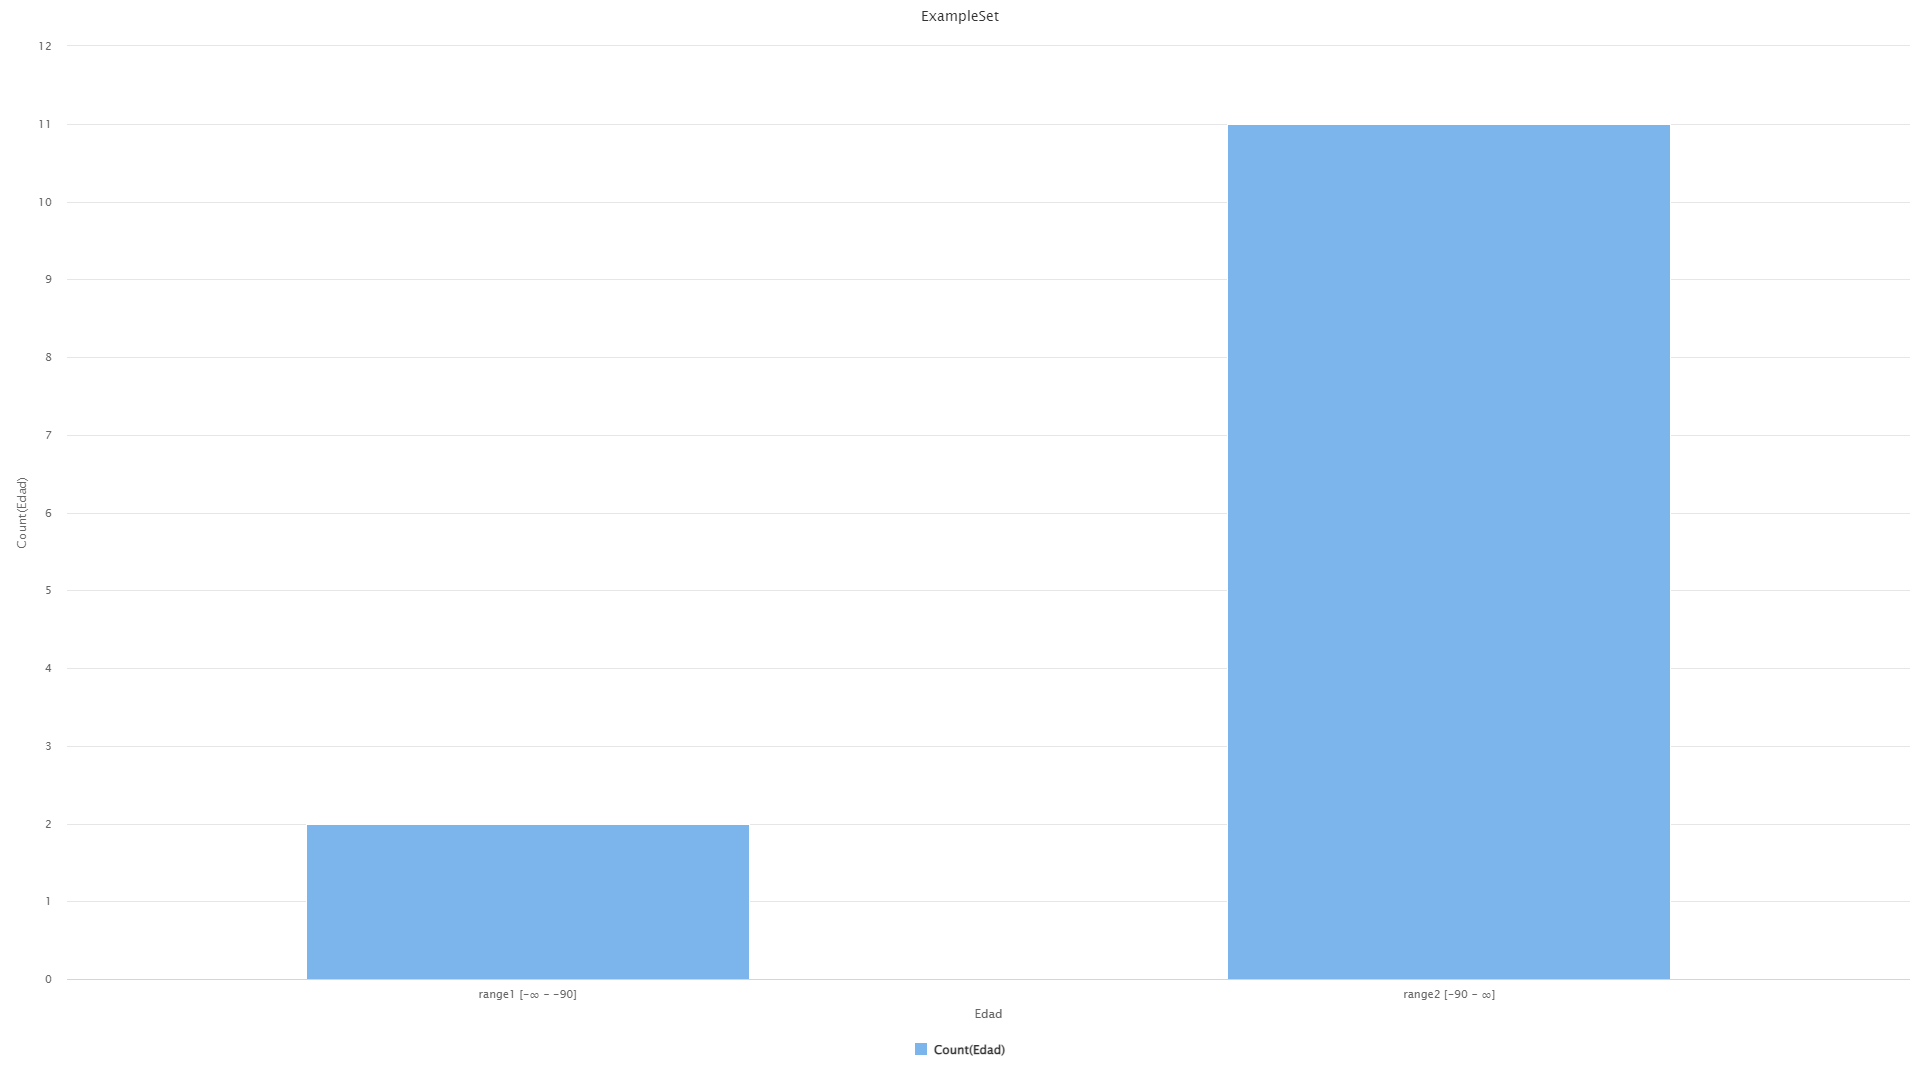 ExampleSet
12
11
10
9
8
7
6
5
4
3
2
1
0
Count(Edad)
range1 [-∞ - -90]
range2 [-90 - ∞]
Edad
Count(Edad)